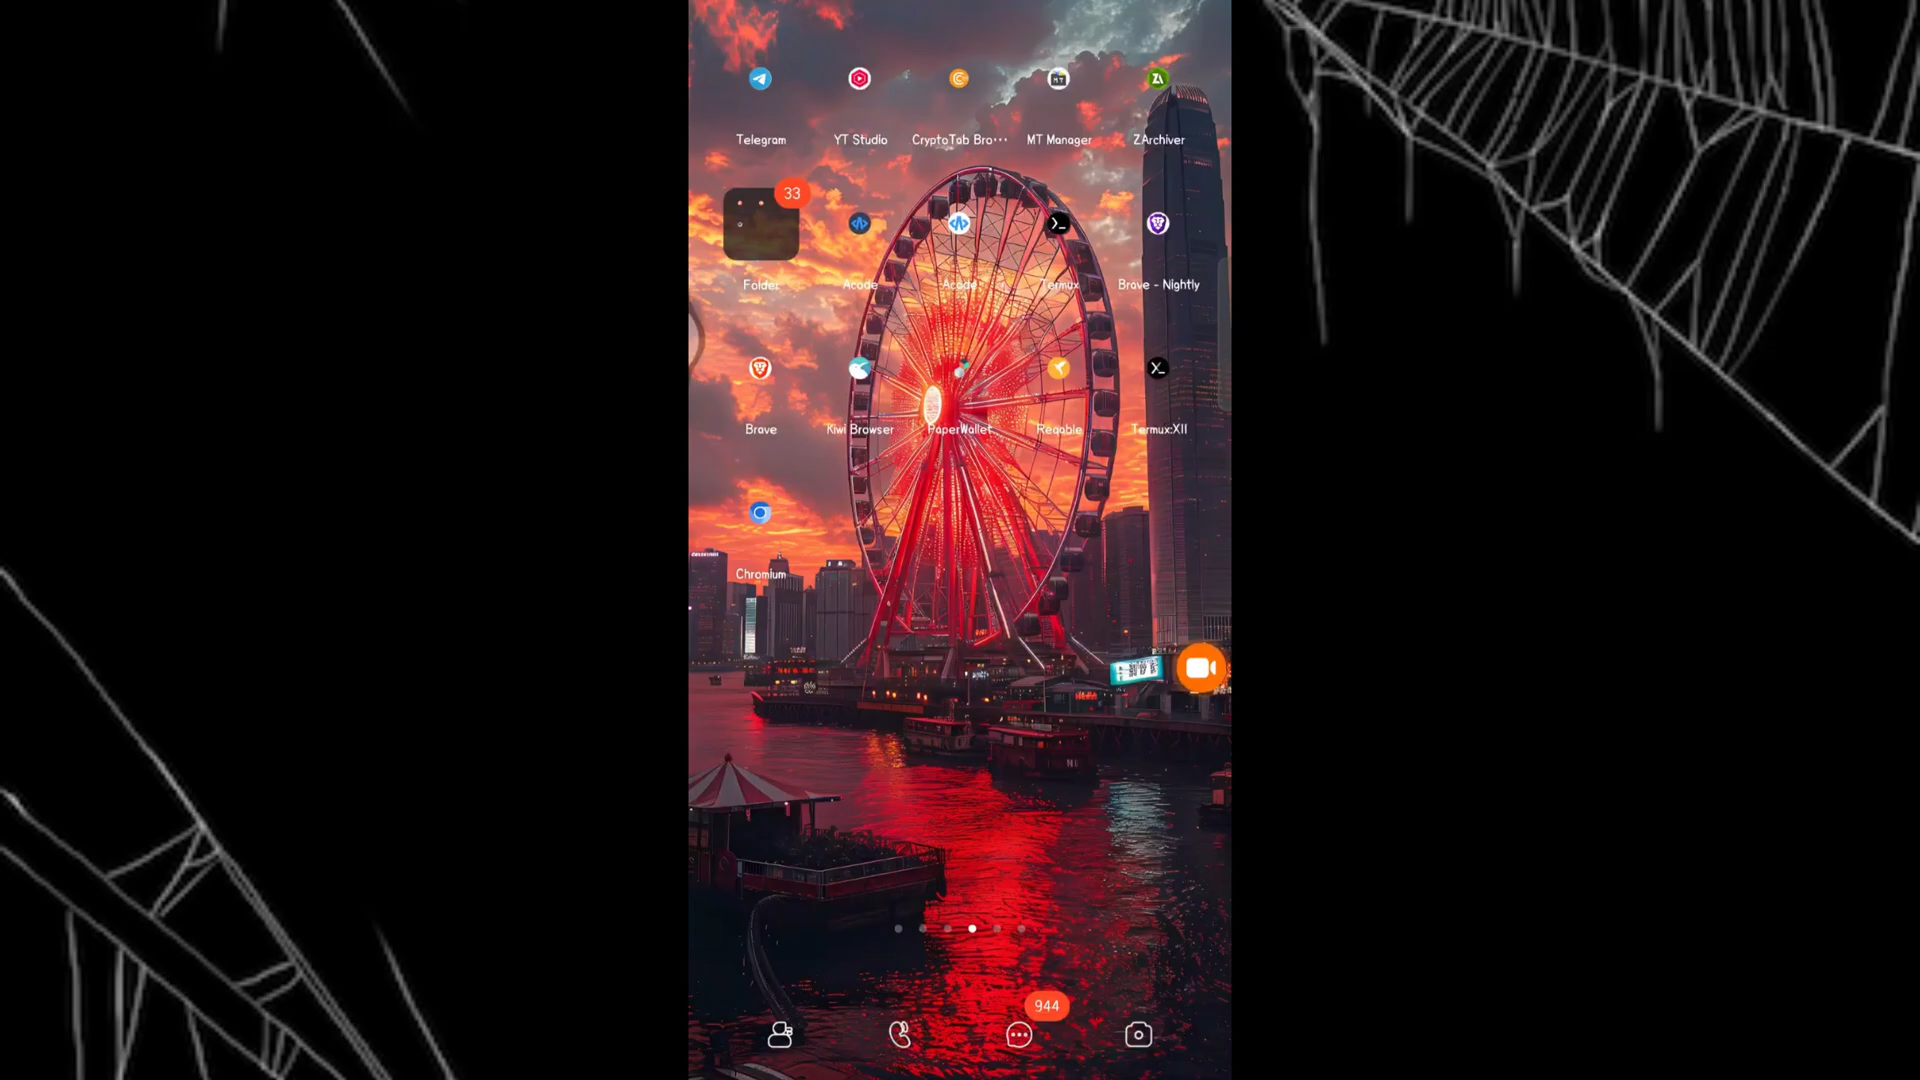 Telegram
YT Studio
CryptoTab Bro···
MT Manager
ZArchiver
33
Folder
Acode
Acode
Termux
Brave - Nightly
Brave
Kiwi Browser
PaperWallet
Reqable
Termux:X11
Chromium
944